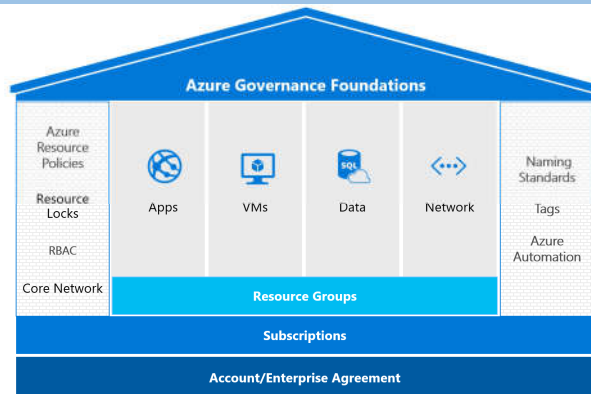 Azure Governance Foundations
Azure
Resource
Policies
Resource
Locks
RBAC
Core Network
Apps
VMs
SQL
Data
Network
Naming
Standards
Tags
Azure
Automation
Resource Groups
Subscriptions
Account/Enterprise Agreement